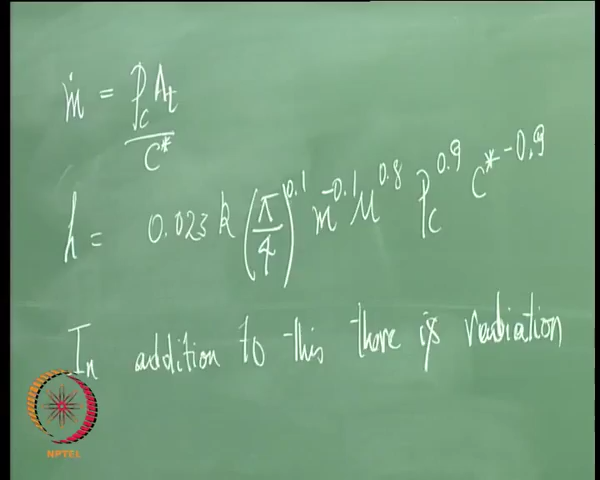 ṁ = P_c A_t / C*
h = 0.023 k (π/4)^0.1 ṁ^-0.1 μ^0.8 P_c^0.9 C*^-0.9
In addition to this there is radiation
NPTEL